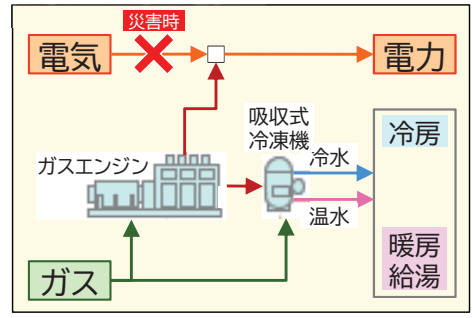 災害時
電気
電力
吸収式
冷凍機
冷水
冷房
ガスエンジン
温水
暖房
給湯
ガス